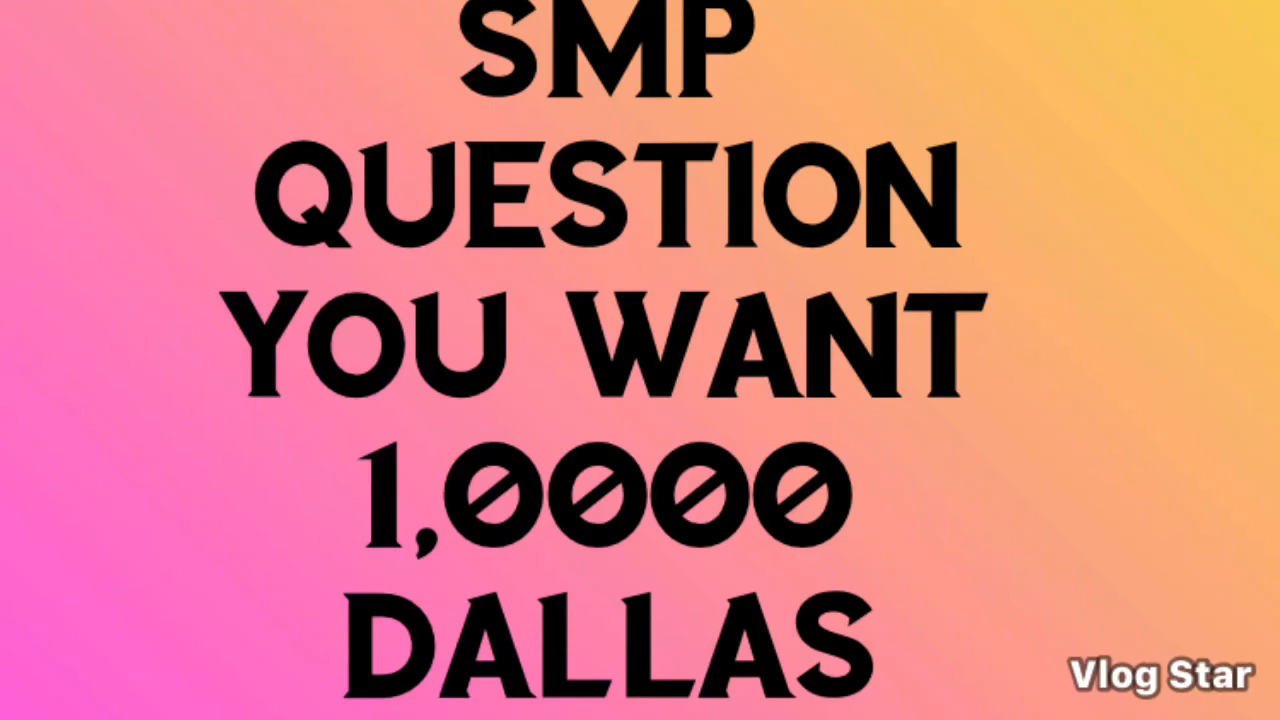 SMP
QUESTION
YOU WANT
1,0000
DALLAS
Vlog Star